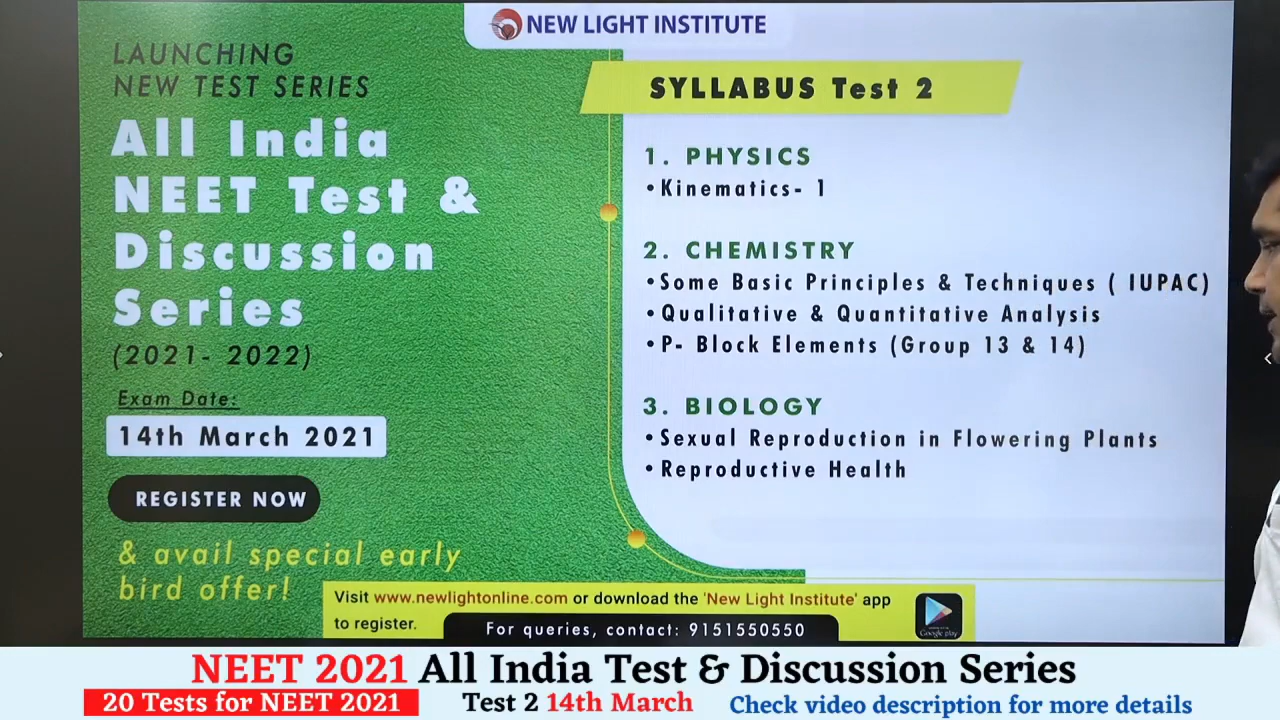 NEW LIGHT INSTITUTE
LAUNCHING
NEW TEST SERIES
All India
NEET Test &
Discussion
Series
(2021- 2022)
Exam Date:
14th March 2021
REGISTER NOW
& avail special early
bird offer!
SYLLABUS Test 2
1. PHYSICS
•Kinematics- 1
2. CHEMISTRY
•Some Basic Principles & Techniques ( IUPAC)
•Qualitative & Quantitative Analysis
•P- Block Elements (Group 13 & 14)
3. BIOLOGY
•Sexual Reproduction in Flowering Plants
•Reproductive Health
Visit www.newlightonline.com or download the 'New Light Institute' app
to register.
For queries, contact: 9151550550
Google play
NEET 2021 All India Test & Discussion Series
20 Tests for NEET 2021
Test 2 14th March
Check video description for more details